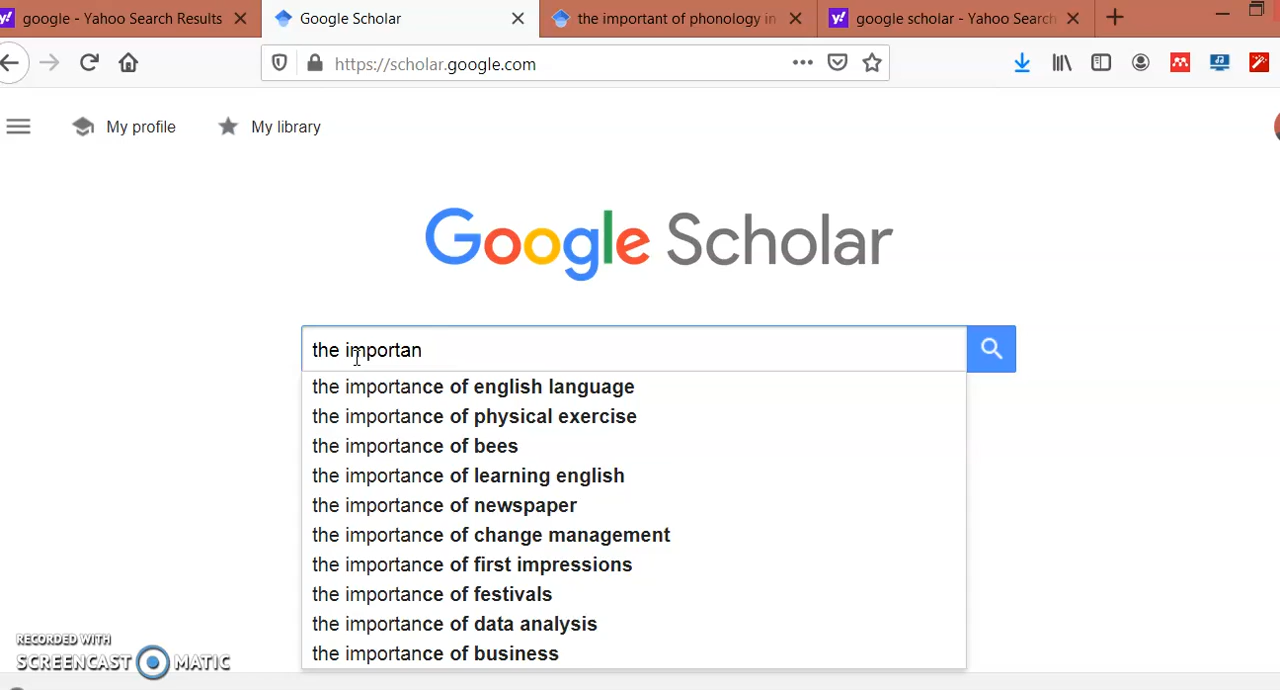 google - Yahoo Search Results
Google Scholar
the important of phonology in
google scholar - Yahoo Search
https://scholar.google.com
My profile
My library
Google Scholar
the importan
the importance of english language
the importance of physical exercise
the importance of bees
the importance of learning english
the importance of newspaper
the importance of change management
the importance of first impressions
the importance of festivals
the importance of data analysis
the importance of business
RECORDED WITH
SCREENCAST MATIC